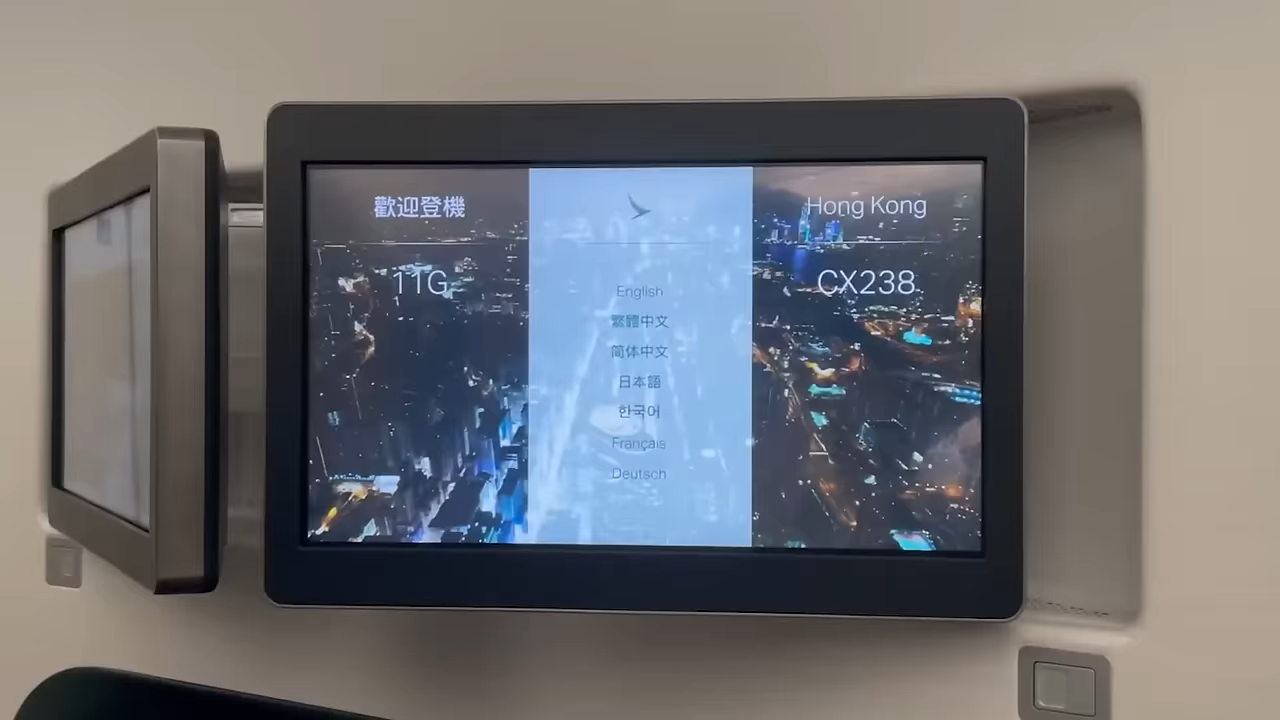 歡迎登機
11G
English
繁體中文
简体中文
日本語
한국어
Français
Deutsch
Hong Kong
CX238